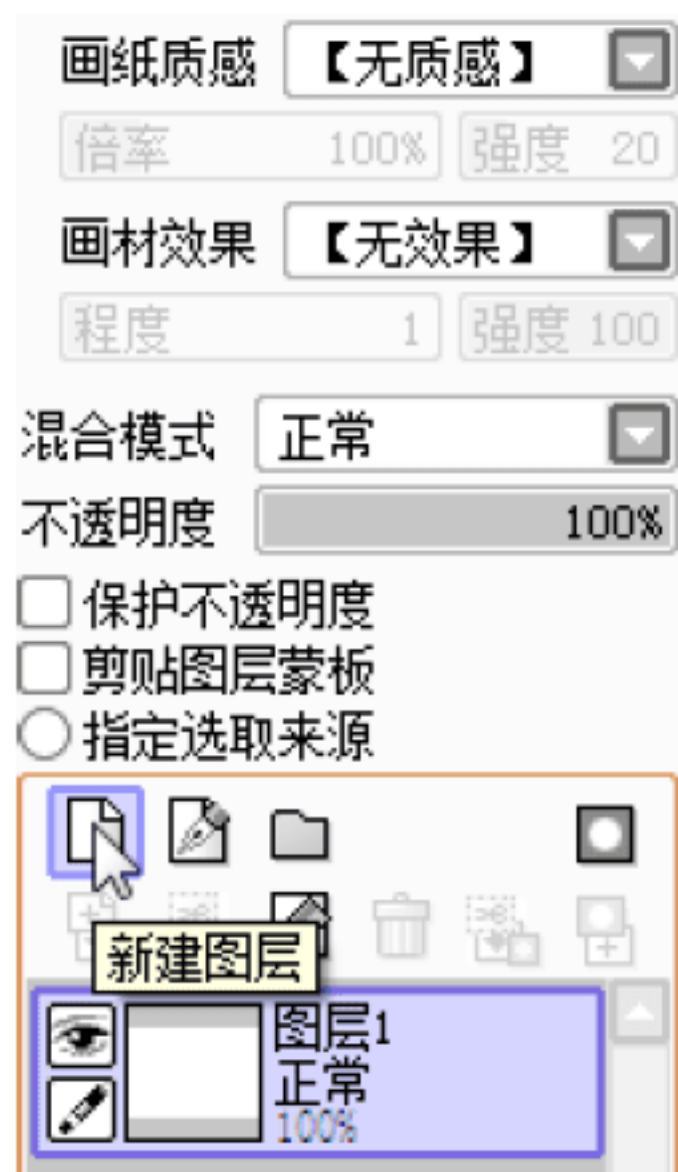 画纸质感 【无质感】
倍率 100% 强度 20
画材效果 【无效果】
程度 1 强度 100
混合模式 正常
不透明度 100%
保护不透明度
剪贴图层蒙板
指定选取来源
新建图层
图层1
正常
100%